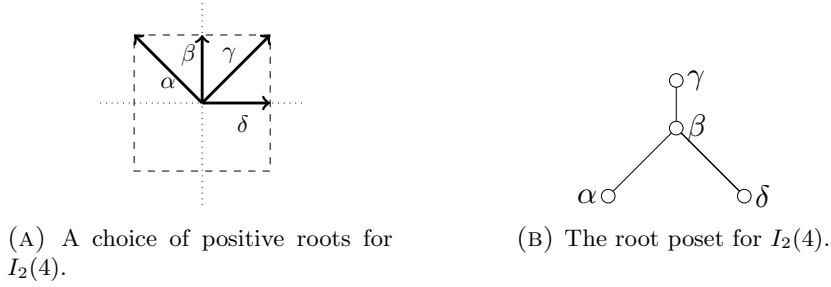 β γ
α
δ
(A) A choice of positive roots for
I₂(4).
γ
β
α δ
(B) The root poset for I₂(4).